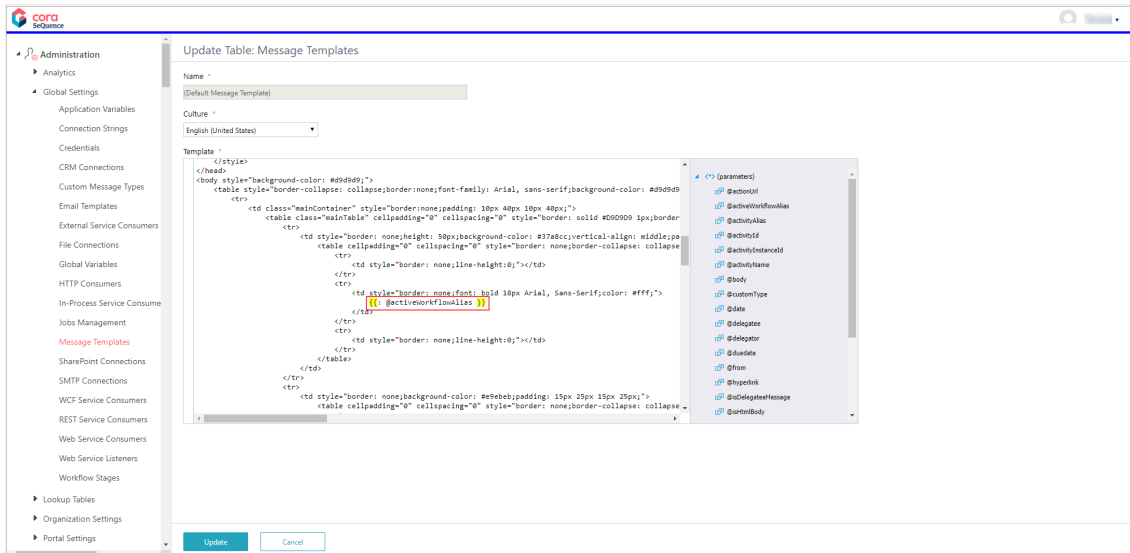 cora
SeQuence
Administration
Analytics
Global Settings
Application Variables
Connection Strings
Credentials
CRM Connections
Custom Message Types
Email Templates
External Service Consumers
File Connections
Global Variables
HTTP Consumers
In-Process Service Consume
Jobs Management
Message Templates
SharePoint Connections
SMTP Connections
WCF Service Consumers
REST Service Consumers
Web Service Consumers
Web Service Listeners
Workflow Stages
Lookup Tables
Organization Settings
Portal Settings
Update Table: Message Templates
Name *
(Default Message Template)
Culture *
English (United States)
Template *
</style>
</head>
<body style="background-color: #d9d9d9;">
<table style="border-collapse: collapse;border:none;font-family: Arial, sans-serif;background-color: #d9d9d9
<tr>
<td class="mainContainer" style="border:none;padding: 10px 40px 10px 40px;">
<table class="mainTable" cellpadding="0" cellspacing="0" style="border: solid #D9D9D9 1px;border
<tr>
<td style="border: none;height: 50px;background-color: #37a8cc;vertical-align: middle;pa
<table cellpadding="0" cellspacing="0" style="border: none;border-collapse: collapse
<tr>
<td style="border: none;line-height:0;"></td>
</tr>
<tr>
<td style="border: none;font: bold 18px Arial, Sans-Serif;color: #fff;">
{{: @activeWorkflowAlias }}
</td>
</tr>
<tr>
<td style="border: none;line-height:0;"></td>
</tr>
</table>
</td>
</tr>
<tr>
<td style="border: none;background-color: #e9ebeb;padding: 15px 25px 15px 25px;">
<table cellpadding="0" cellspacing="0" style="border: none;border-collapse: collapse
<*> (parameters)
@actionUrl
@activeWorkflowAlias
@activityAlias
@activityId
@activityInstanceId
@activityName
@body
@customType
@date
@delegatee
@delegator
@duedate
@from
@hyperlink
@isDelegateeMessage
@isHtmlBody
Update
Cancel